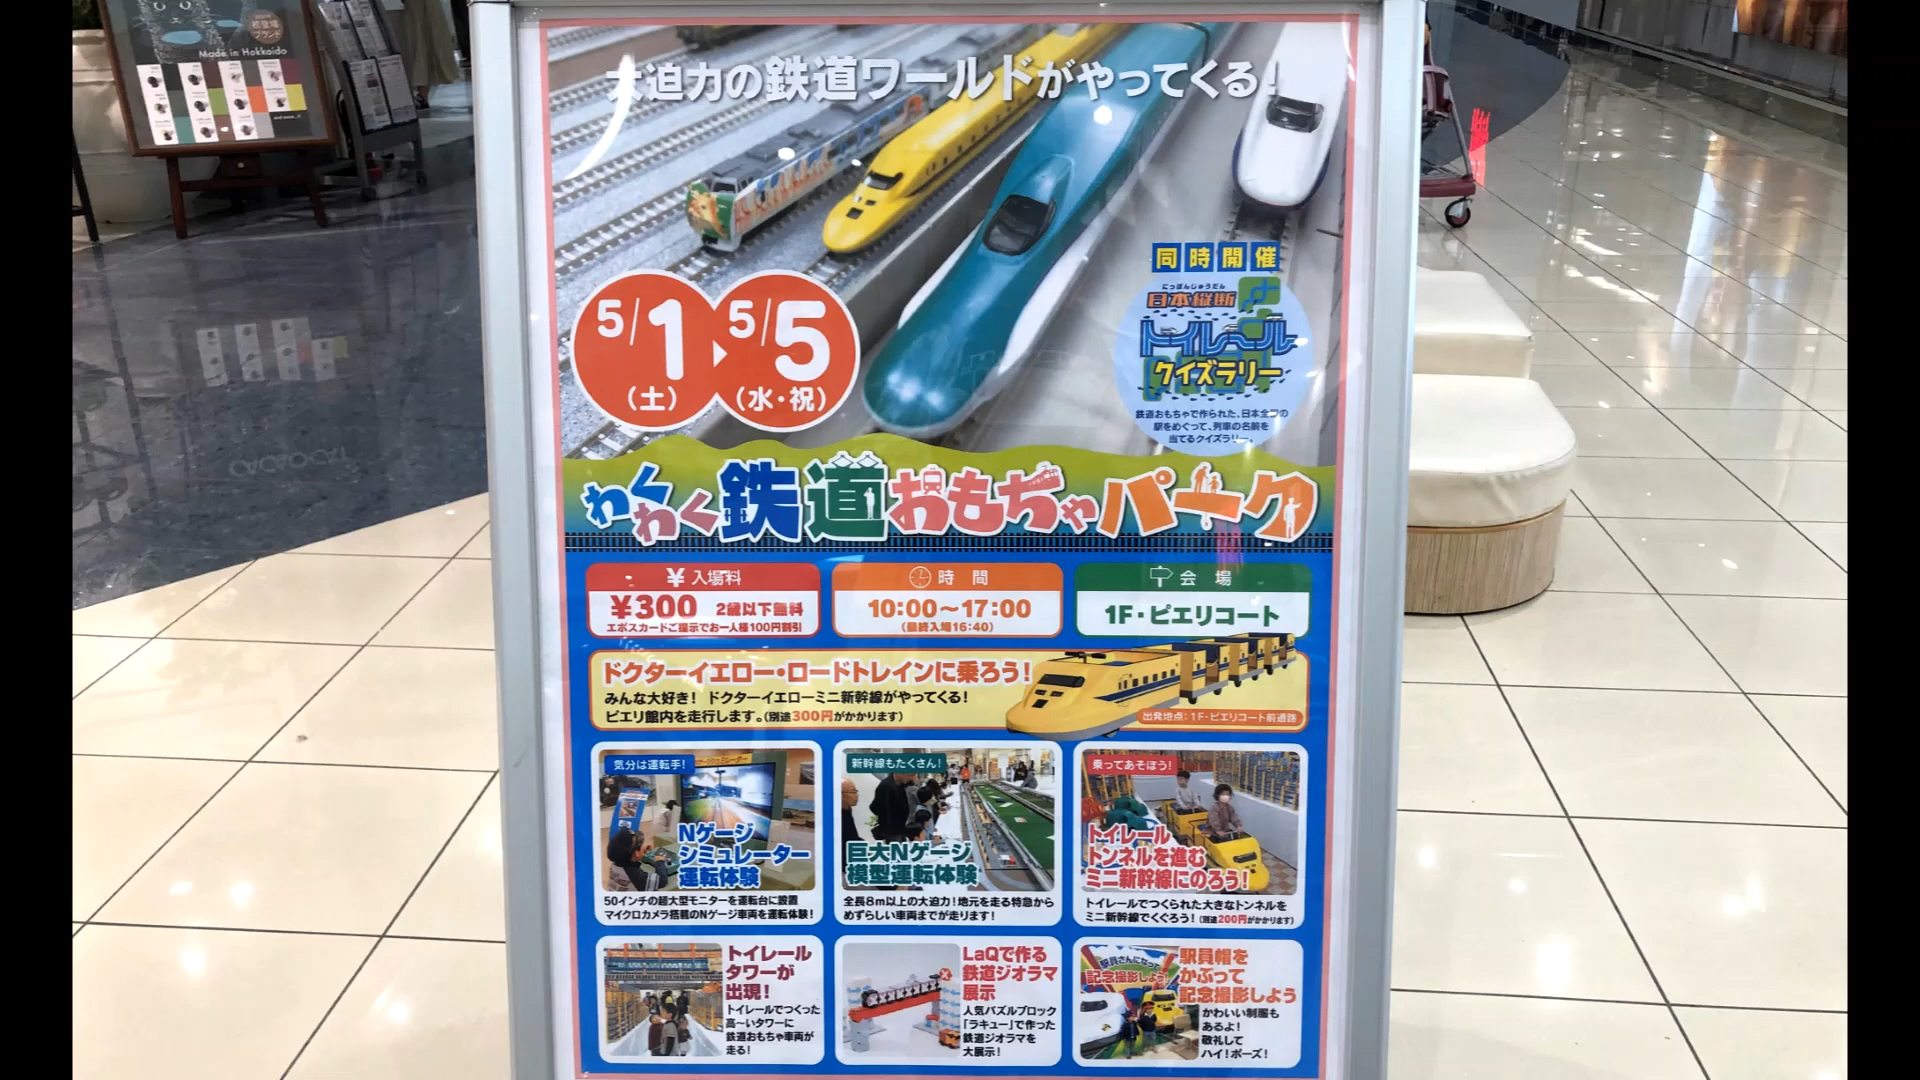 Made in Hokkaido
大迫力の鉄道ワールドがやってくる!
5/1
(土)
5/5
(水・祝)
同時開催
にっぽんじゅうだん
日本縦断
トイレール
クイズラリー
鉄道おもちゃで作られた、日本全国の
駅をめぐって、列車の名前を
当てるクイズラリー。
わくわく鉄道おもちゃパーク
¥入場料
¥300 2歳以下無料
エポスカードご提示でお一人様100円割引
時間
10:00〜17:00
(最終入場16:40)
会場
1F・ピエリコート
ドクターイエロー・ロードトレインに乗ろう!
みんな大好き! ドクターイエローミニ新幹線がやってくる!
ピエリ館内を走行します。(別途300円がかかります)
出発地点:1F・ピエリコート前通路
気分は運転手!
Nゲージ
シミュレーター
運転体験
50インチの超大型モニターを運転台に設置
マイクロカメラ搭載のNゲージ車両を運転体験!
新幹線もたくさん!
巨大Nゲージ
模型運転体験
全長8m以上の大迫力!地元を走る特急から
めずらしい車両までが走ります!
乗ってあそぼう!
トイレール
トンネルを進む
ミニ新幹線にのろう!
トイレールでつくられた大きなトンネルを
ミニ新幹線でくぐろう!(別途200円がかかります)
トイレール
タワーが
出現!
トイレールでつくった
高〜いタワーに
鉄道おもちゃ車両が
走る!
LaQで作る
鉄道ジオラマ
展示
人気パズルブロック
「ラキュー」で作った
鉄道ジオラマを
大展示!
駅員さんになって
記念撮影しよう!
駅員帽を
かぶって
記念撮影しよう
かわいい制服も
あるよ!
敬礼して
ハイ!ポーズ!